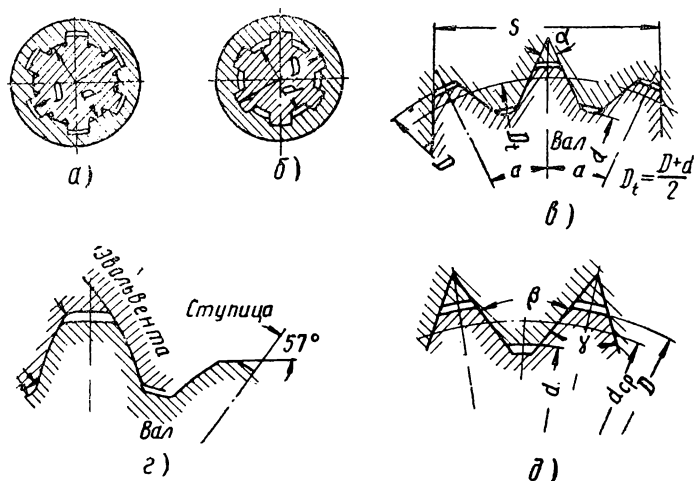 а)
б)
S
α
D
Dt
Вал
d
a
a
Dt = D+d/2
в)
эвольвента
Ступица
57°
Вал
г)
β
γ
d
dср
D
д)